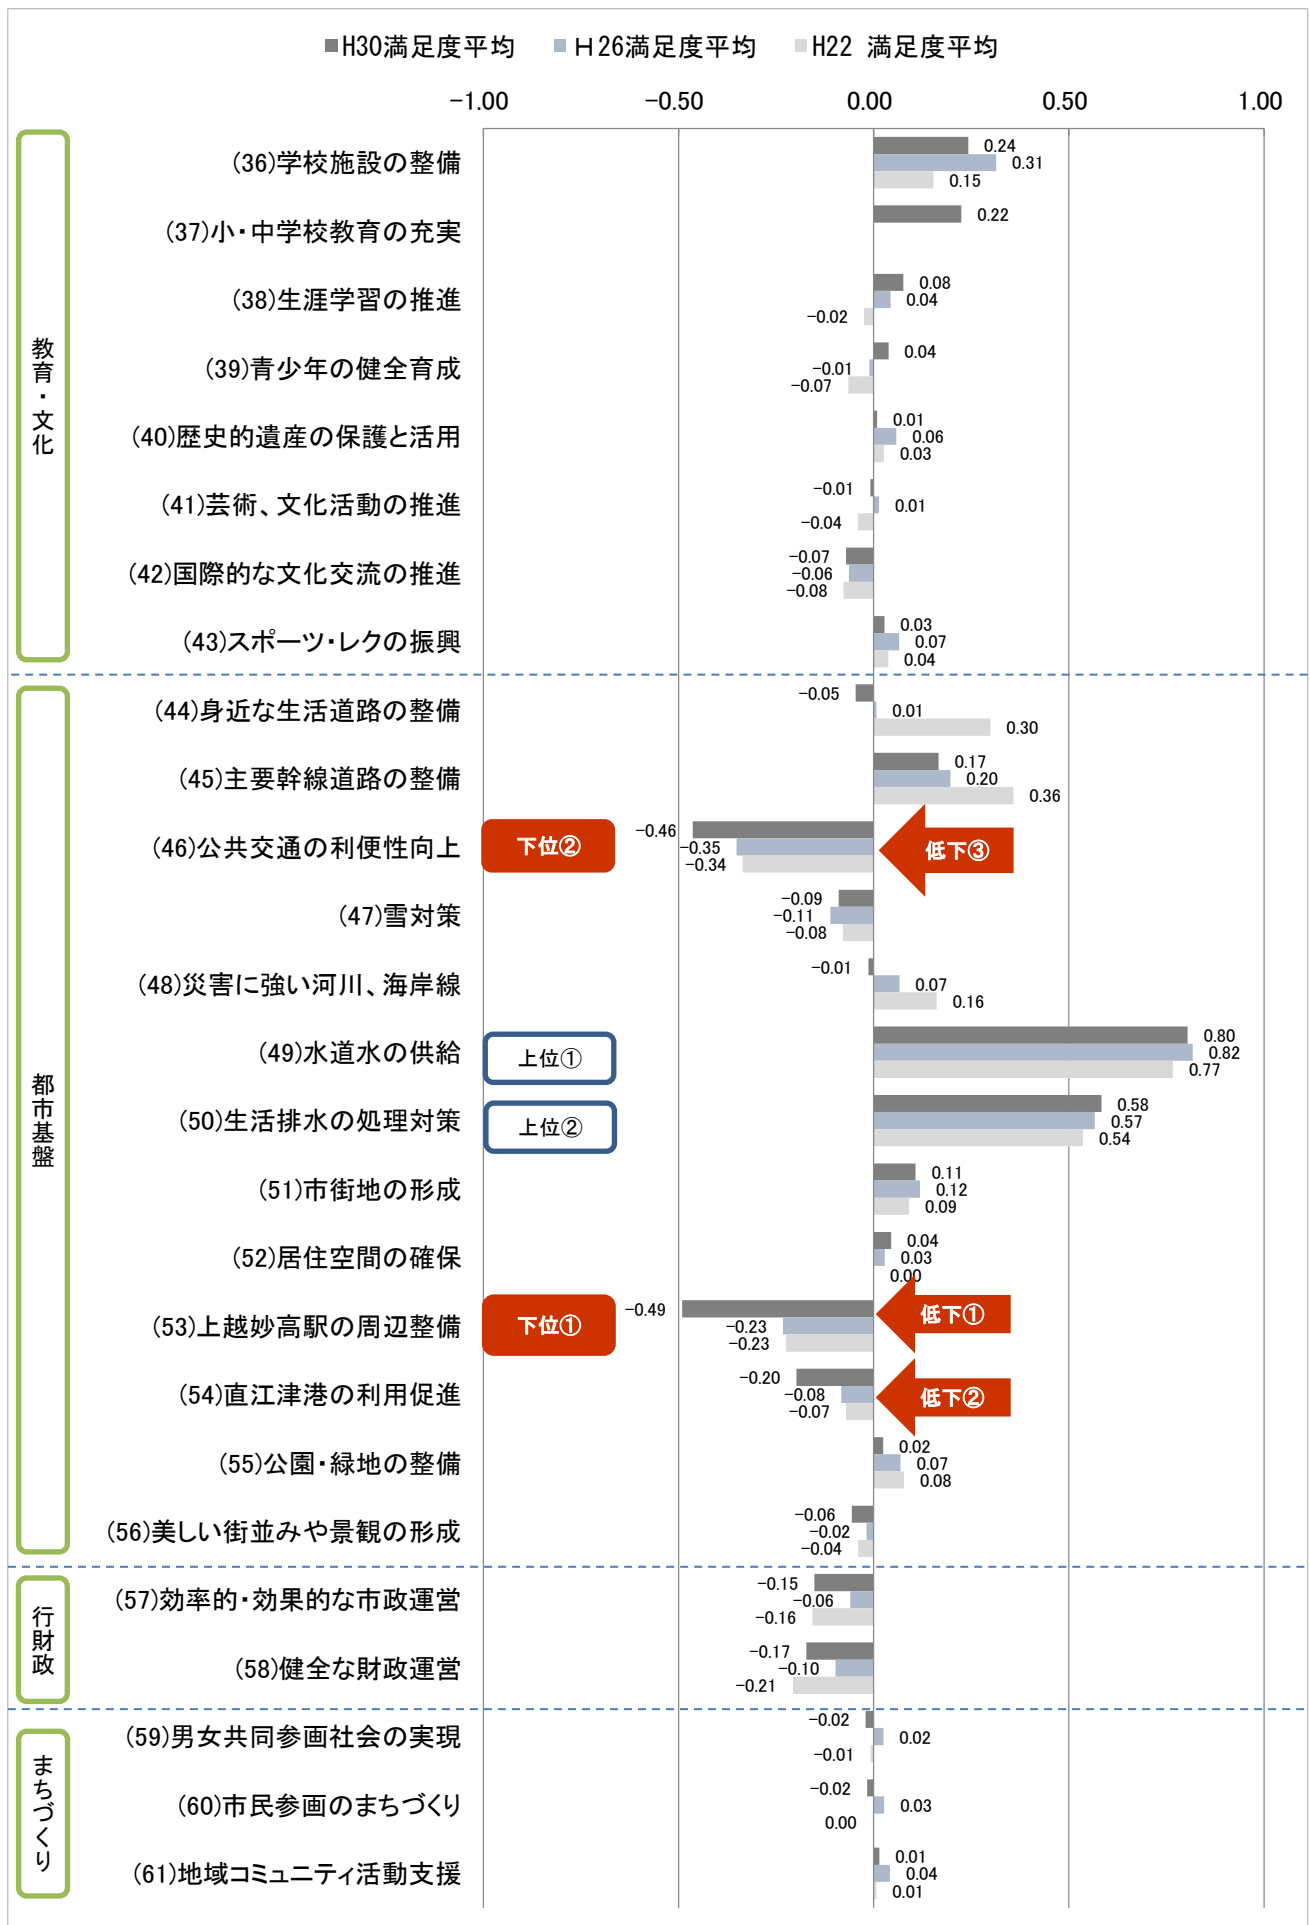 ■H30満足度平均 ■H26満足度平均 ■H22 満足度平均
-1.00 -0.50 0.00 0.50 1.00
教育・文化
(36)学校施設の整備
0.24
0.31
0.15
(37)小・中学校教育の充実
0.22
(38)生涯学習の推進
0.08
0.04
-0.02
(39)青少年の健全育成
0.04
-0.01
-0.07
(40)歴史的遺産の保護と活用
0.01
0.06
0.03
(41)芸術、文化活動の推進
-0.01
0.01
-0.04
(42)国際的な文化交流の推進
-0.07
-0.06
-0.08
(43)スポーツ・レクの振興
0.03
0.07
0.04
都市基盤
(44)身近な生活道路の整備
-0.05
0.01
0.30
(45)主要幹線道路の整備
0.17
0.20
0.36
(46)公共交通の利便性向上
下位②
-0.46
-0.35
-0.34
低下③
(47)雪対策
-0.09
-0.11
-0.08
(48)災害に強い河川、海岸線
-0.01
0.07
0.16
(49)水道水の供給
上位①
0.80
0.82
0.77
(50)生活排水の処理対策
上位②
0.58
0.57
0.54
(51)市街地の形成
0.11
0.12
0.09
(52)居住空間の確保
0.04
0.03
0.00
(53)上越妙高駅の周辺整備
下位①
-0.49
-0.23
-0.23
低下①
(54)直江津港の利用促進
-0.20
-0.08
-0.07
低下②
(55)公園・緑地の整備
0.02
0.07
0.08
(56)美しい街並みや景観の形成
-0.06
-0.02
-0.04
行財政
(57)効率的・効果的な市政運営
-0.15
-0.06
-0.16
(58)健全な財政運営
-0.17
-0.10
-0.21
まちづくり
(59)男女共同参画社会の実現
-0.02
0.02
-0.01
(60)市民参画のまちづくり
-0.02
0.03
0.00
(61)地域コミュニティ活動支援
0.01
0.04
0.01